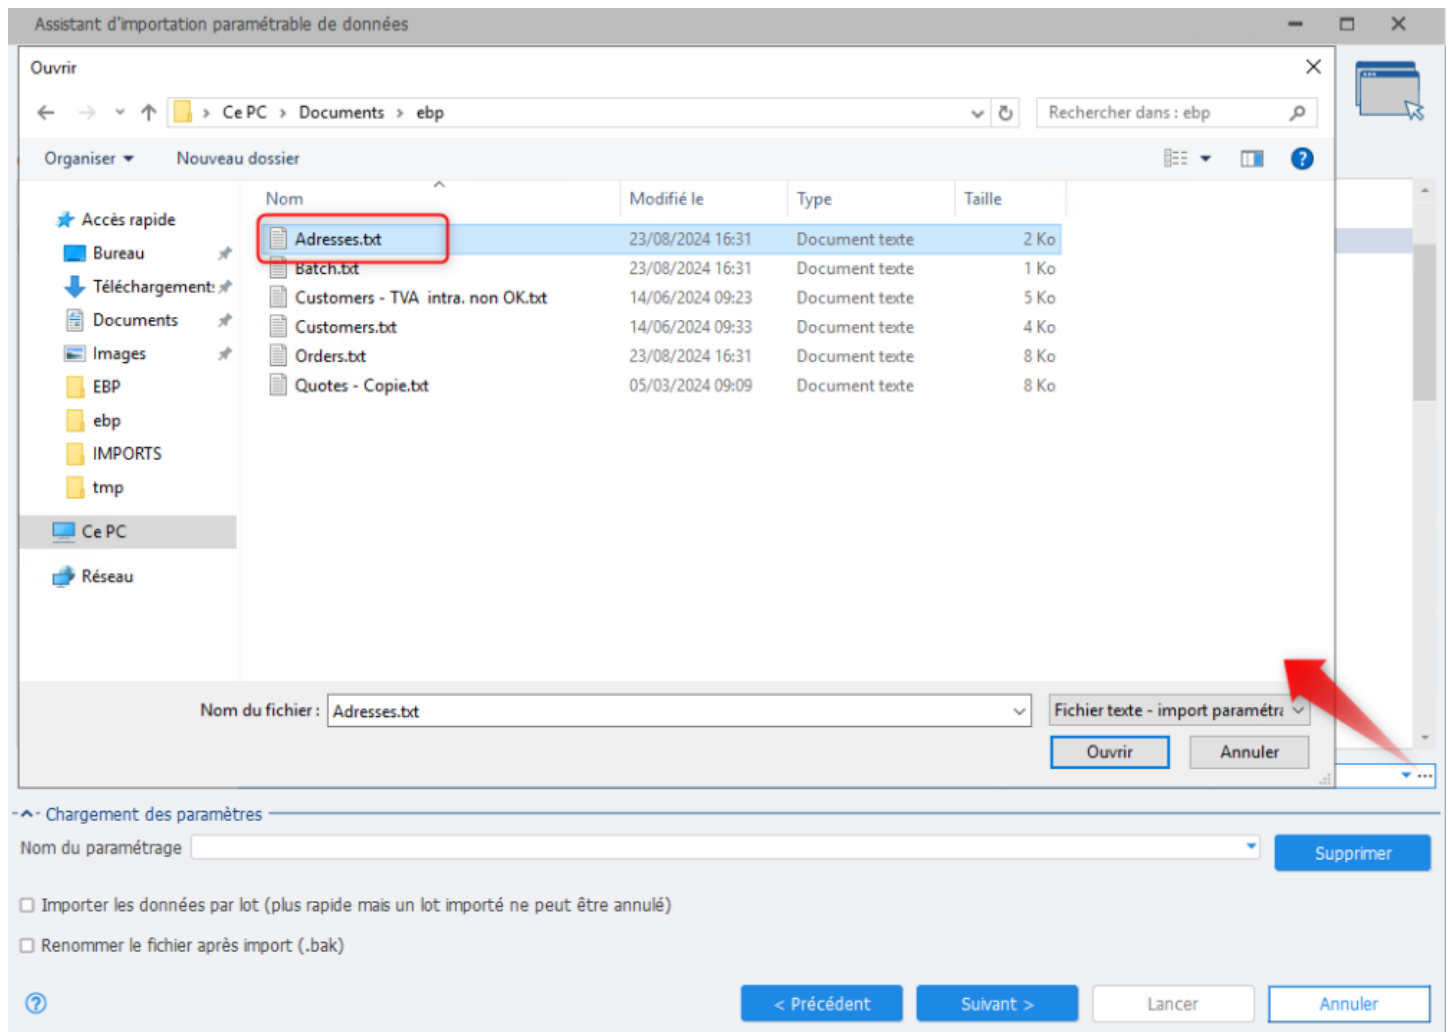 Assistant d'importation paramétrable de données
Ouvrir
Ce PC > Documents > ebp
Rechercher dans : ebp
Organiser
Nouveau dossier
Nom
Modifié le
Type
Taille
Accès rapide
Bureau
Téléchargement
Documents
Images
EBP
ebp
IMPORTS
tmp
Ce PC
Réseau
Adresses.txt 23/08/2024 16:31 Document texte 2 Ko
Batch.txt 23/08/2024 16:31 Document texte 1 Ko
Customers - TVA intra. non OK.txt 14/06/2024 09:23 Document texte 5 Ko
Customers.txt 14/06/2024 09:33 Document texte 4 Ko
Orders.txt 23/08/2024 16:31 Document texte 8 Ko
Quotes - Copie.txt 05/03/2024 09:09 Document texte 8 Ko
Nom du fichier : Adresses.txt
Fichier texte - import paramétra
Ouvrir
Annuler
Chargement des paramètres
Nom du paramétrage
Supprimer
Importer les données par lot (plus rapide mais un lot importé ne peut être annulé)
Renommer le fichier après import (.bak)
< Précédent
Suivant >
Lancer
Annuler